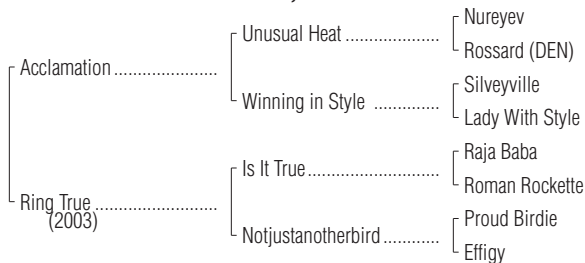 Nureyev
Unusual Heat ........................
Rossard (DEN)
Acclamation ..........................
Silveyville
Winning in Style ................
Lady With Style
Raja Baba
Is It True .................................
Roman Rockette
Ring True ...............................
(2003)
Proud Birdie
Notjustanotherbird ..............
Effigy